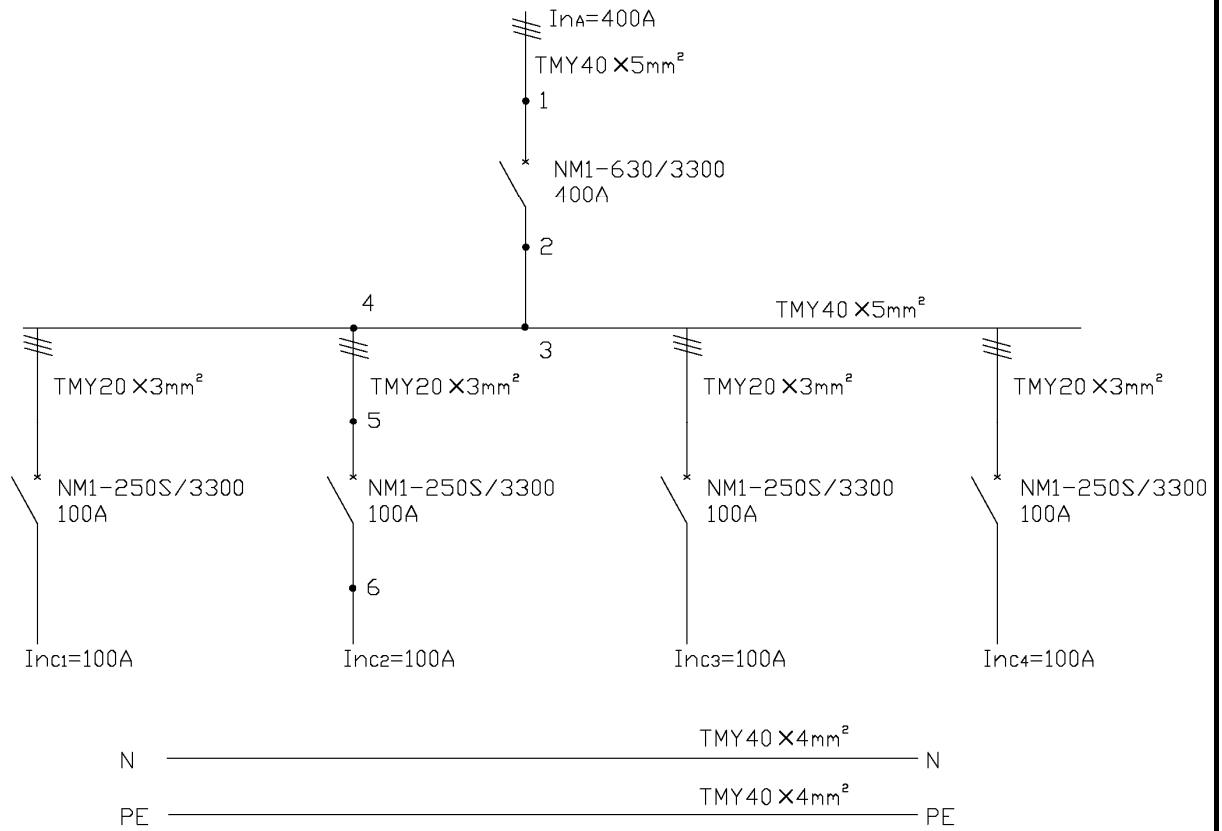 InA=400A
TMY40×5mm²
1
NM1-630/3300
400A
2
4
TMY40×5mm²
3
TMY20×3mm²
TMY20×3mm²
TMY20×3mm²
TMY20×3mm²
5
NM1-250S/3300
100A
NM1-250S/3300
100A
NM1-250S/3300
100A
NM1-250S/3300
100A
6
Inc1=100A
Inc2=100A
Inc3=100A
Inc4=100A
TMY40×4mm²
N
N
TMY40×4mm²
PE
PE